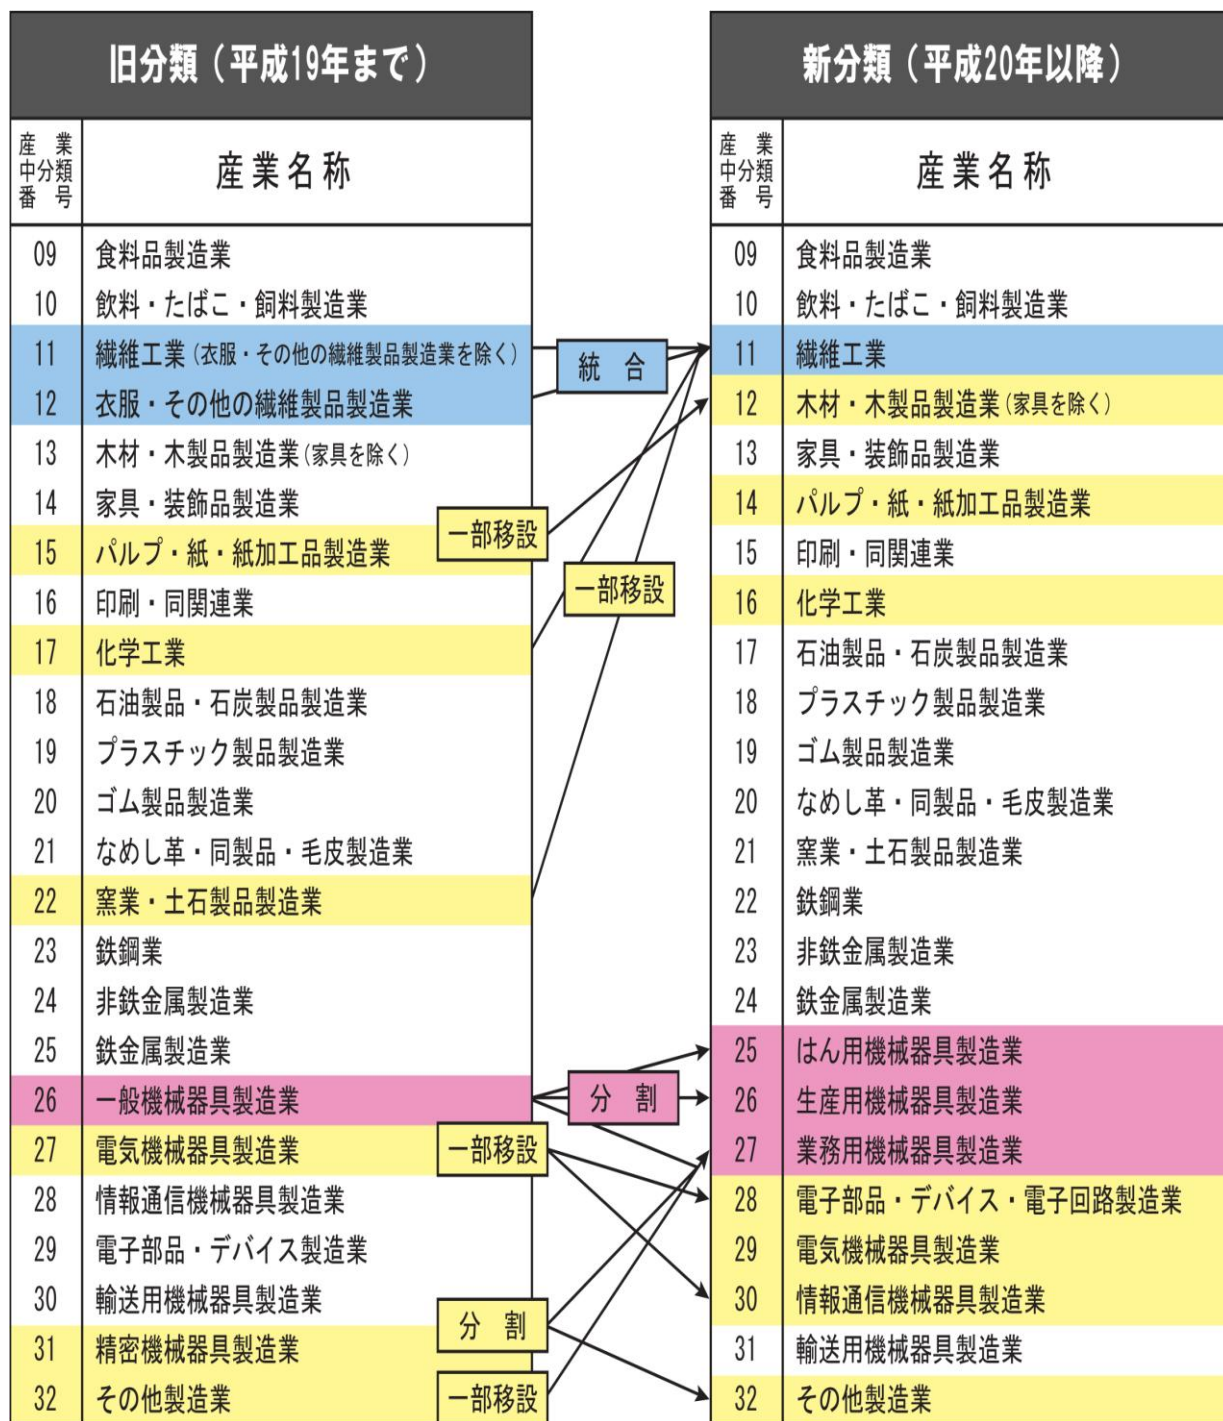 旧分類（平成19年まで）
産業中分類番号 産業名称
09 食料品製造業
10 飲料・たばこ・飼料製造業
11 繊維工業（衣服・その他の繊維製品製造業を除く）
12 衣服・その他の繊維製品製造業
13 木材・木製品製造業（家具を除く）
14 家具・装飾品製造業
15 パルプ・紙・紙加工品製造業
16 印刷・同関連業
17 化学工業
18 石油製品・石炭製品製造業
19 プラスチック製品製造業
20 ゴム製品製造業
21 なめし革・同製品・毛皮製造業
22 窯業・土石製品製造業
23 鉄鋼業
24 非鉄金属製造業
25 鉄金属製造業
26 一般機械器具製造業
27 電気機械器具製造業
28 情報通信機械器具製造業
29 電子部品・デバイス製造業
30 輸送用機械器具製造業
31 精密機械器具製造業
32 その他製造業
統合
一部移設
一部移設
分割
一部移設
分割
一部移設
新分類（平成20年以降）
産業中分類番号 産業名称
09 食料品製造業
10 飲料・たばこ・飼料製造業
11 繊維工業
12 木材・木製品製造業（家具を除く）
13 家具・装飾品製造業
14 パルプ・紙・紙加工品製造業
15 印刷・同関連業
16 化学工業
17 石油製品・石炭製品製造業
18 プラスチック製品製造業
19 ゴム製品製造業
20 なめし革・同製品・毛皮製造業
21 窯業・土石製品製造業
22 鉄鋼業
23 非鉄金属製造業
24 鉄金属製造業
25 はん用機械器具製造業
26 生産用機械器具製造業
27 業務用機械器具製造業
28 電子部品・デバイス・電子回路製造業
29 電気機械器具製造業
30 情報通信機械器具製造業
31 輸送用機械器具製造業
32 その他製造業